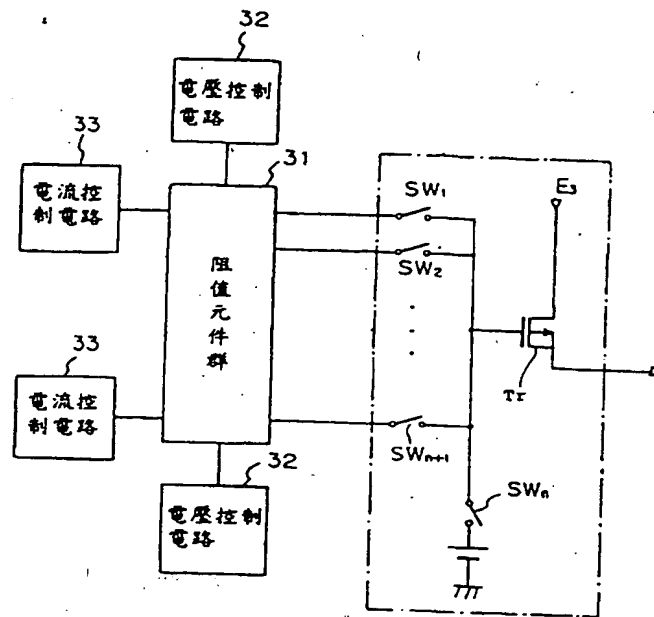 32
電壓控制
電路
33
31
電流控
制電路
SW₁
E₃
SW₂
阻值元件群
Tr
33
電流控
制電路
SWₙ₊₁
32
SWₙ
電壓控制
電路